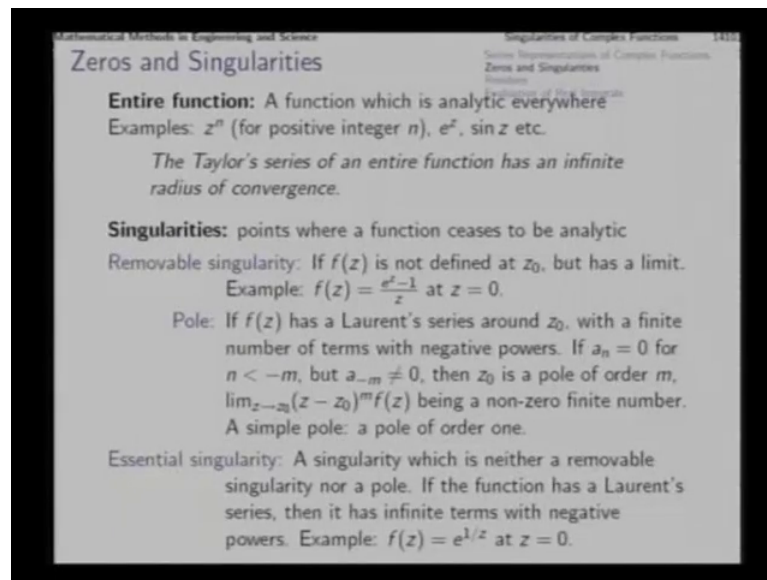 Mathematical Methods in Engineering and Science
Singularities of Complex Functions
Series Representations of Complex Functions
Zeros and Singularities
Zeros and Singularities
Residues
Evaluation of Real Integrals
Entire function: A function which is analytic everywhere
Examples: zⁿ (for positive integer n), e^z, sin z etc.
The Taylor's series of an entire function has an infinite
radius of convergence.
Singularities: points where a function ceases to be analytic
Removable singularity: If f(z) is not defined at z₀, but has a limit.
Example: f(z) = (e^z−1)/z at z = 0.
Pole: If f(z) has a Laurent's series around z₀, with a finite
number of terms with negative powers. If aₙ = 0 for
n < −m, but a₋ₘ ≠ 0, then z₀ is a pole of order m,
lim_{z→z₀}(z − z₀)^m f(z) being a non-zero finite number.
A simple pole: a pole of order one.
Essential singularity: A singularity which is neither a removable
singularity nor a pole. If the function has a Laurent's
series, then it has infinite terms with negative
powers. Example: f(z) = e^{1/z} at z = 0.